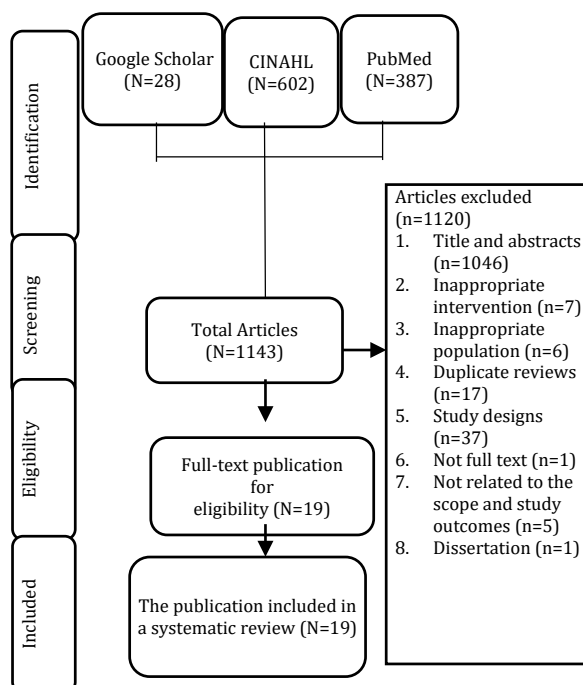 Identification
Google Scholar
(N=28)
CINAHL
(N=602)
PubMed
(N=387)
Screening
Total Articles
(N=1143)
Articles excluded
(n=1120)
1. Title and abstracts
(n=1046)
2. Inappropriate
intervention (n=7)
3. Inappropriate
population (n=6)
4. Duplicate reviews
(n=17)
5. Study designs
(n=37)
6. Not full text (n=1)
7. Not related to the
scope and study
outcomes (n=5)
8. Dissertation (n=1)
Eligibility
Full-text publication
for
eligibility (N=19)
Included
The publication included in
a systematic review (N=19)